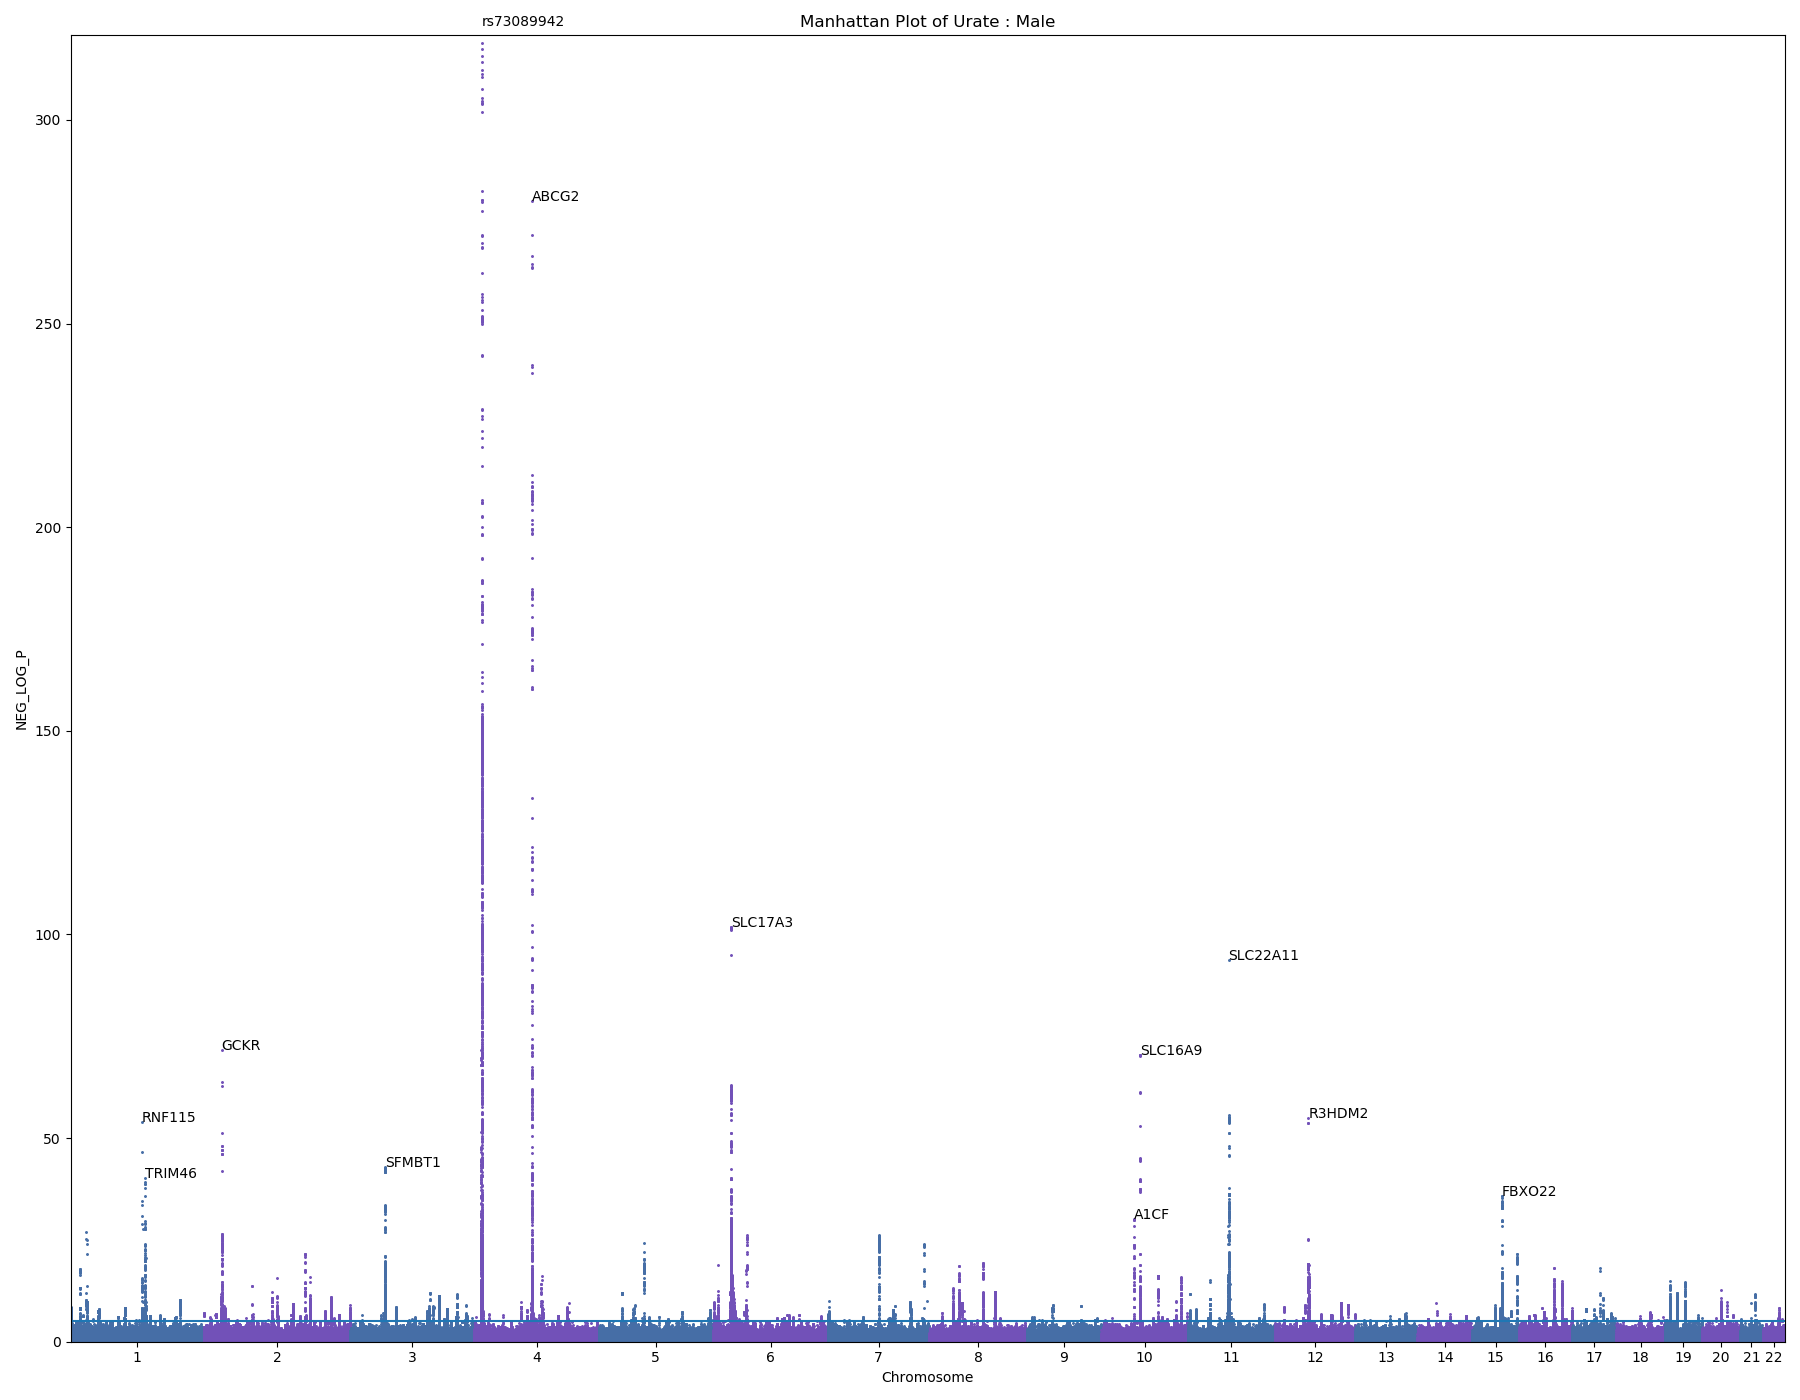 rs73089942
Manhattan Plot of Urate : Male
300
ABCG2
250
200
NEG_LOG_P
150
100
SLC17A3
SLC22A11
GCKR
SLC16A9
50
RNF115
R3HDM2
SFMBT1
TRIM46
FBXO22
A1CF
0
1 2 3 4 5 6 7 8 9 10 11 12 13 14 15 16 17 18 19 20 21 22
Chromosome